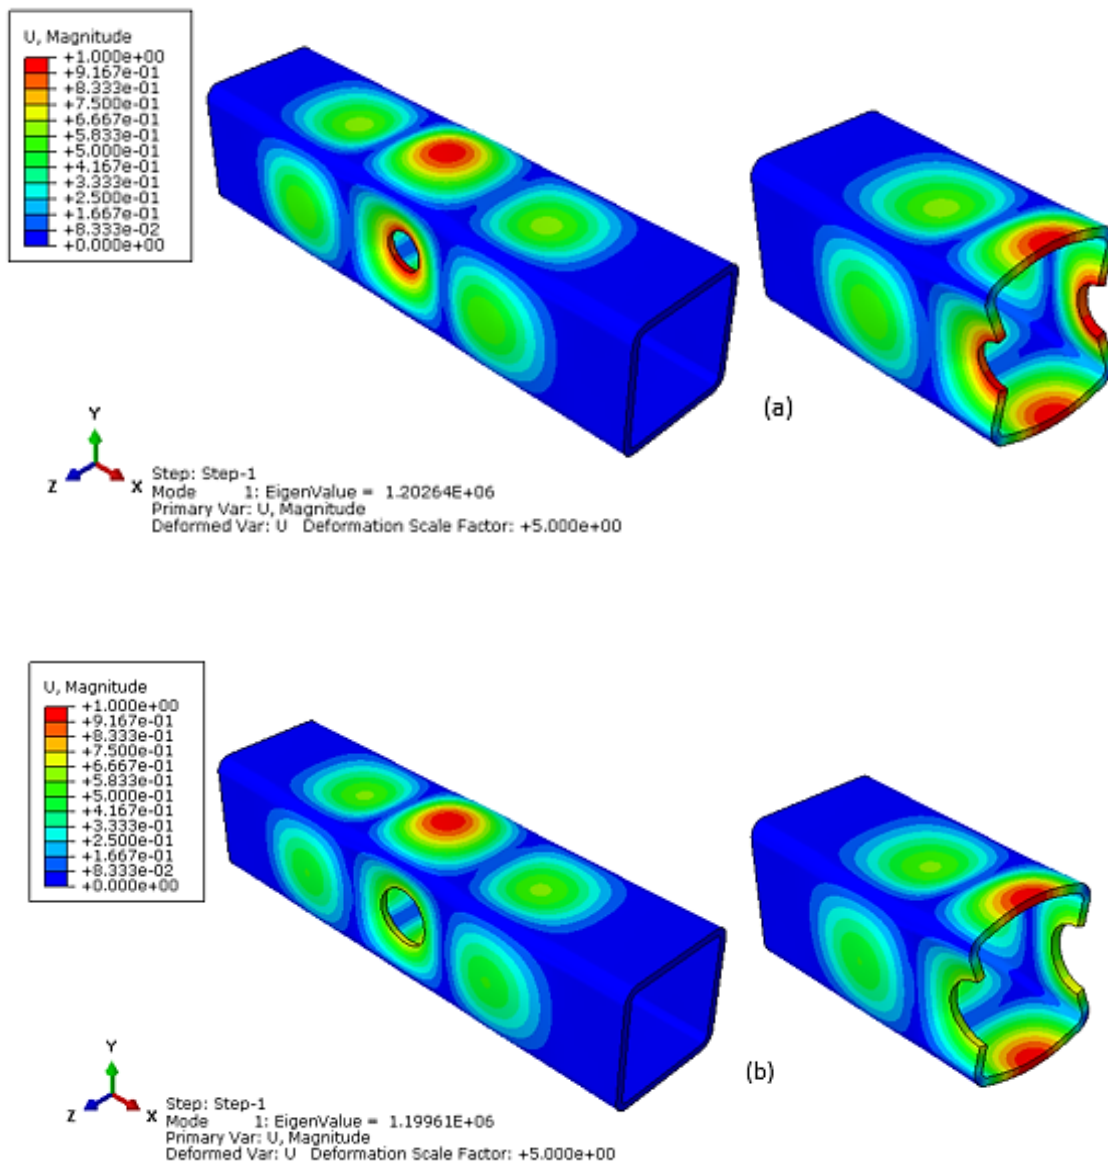 U, Magnitude
+1.000e+00
+9.167e-01
+8.333e-01
+7.500e-01
+6.667e-01
+5.833e-01
+5.000e-01
+4.167e-01
+3.333e-01
+2.500e-01
+1.667e-01
+8.333e-02
+0.000e+00
(a)
Y
Z X
Step: Step-1
Mode 1: EigenValue = 1.20264E+06
Primary Var: U, Magnitude
Deformed Var: U Deformation Scale Factor: +5.000e+00
U, Magnitude
+1.000e+00
+9.167e-01
+8.333e-01
+7.500e-01
+6.667e-01
+5.833e-01
+5.000e-01
+4.167e-01
+3.333e-01
+2.500e-01
+1.667e-01
+8.333e-02
+0.000e+00
(b)
Y
Z X
Step: Step-1
Mode 1: EigenValue = 1.19961E+06
Primary Var: U, Magnitude
Deformed Var: U Deformation Scale Factor: +5.000e+00